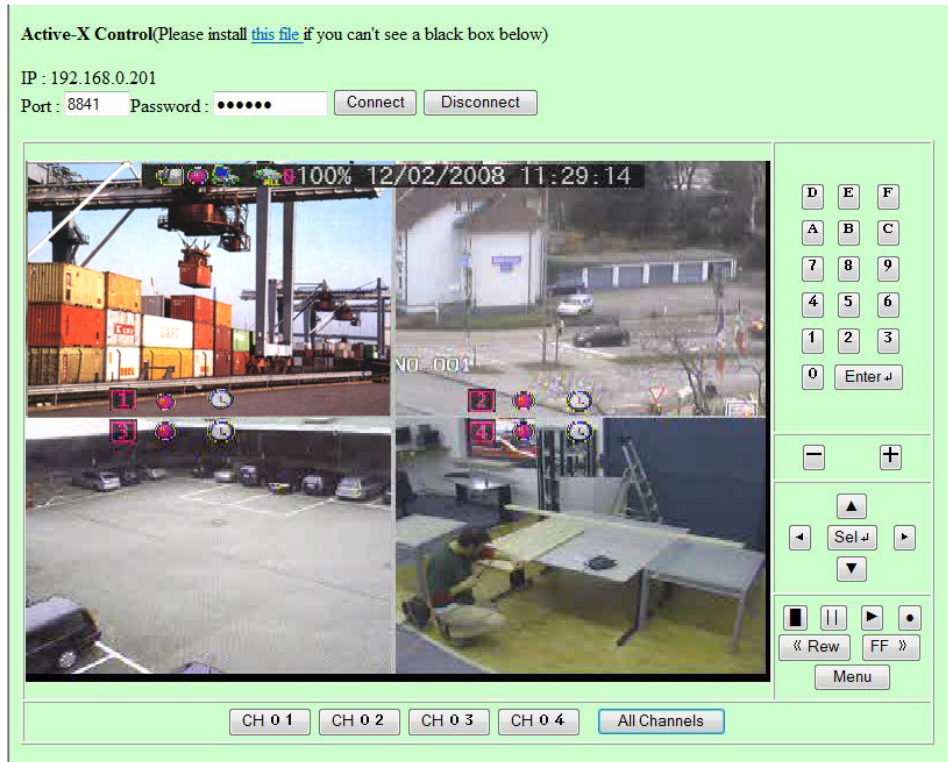 Active-X Control(Please install this file if you can't see a black box below)
IP : 192.168.0.201
Port : 8841 Password : ●●●●●● Connect Disconnect
100% 12/02/2008 11:29:14
ALL
NO..001
1 2
3 4
D E F
A B C
7 8 9
4 5 6
1 2 3
0 Enter
− +
Sel
« Rew FF »
Menu
CH 0 1 CH 0 2 CH 0 3 CH 0 4 All Channels